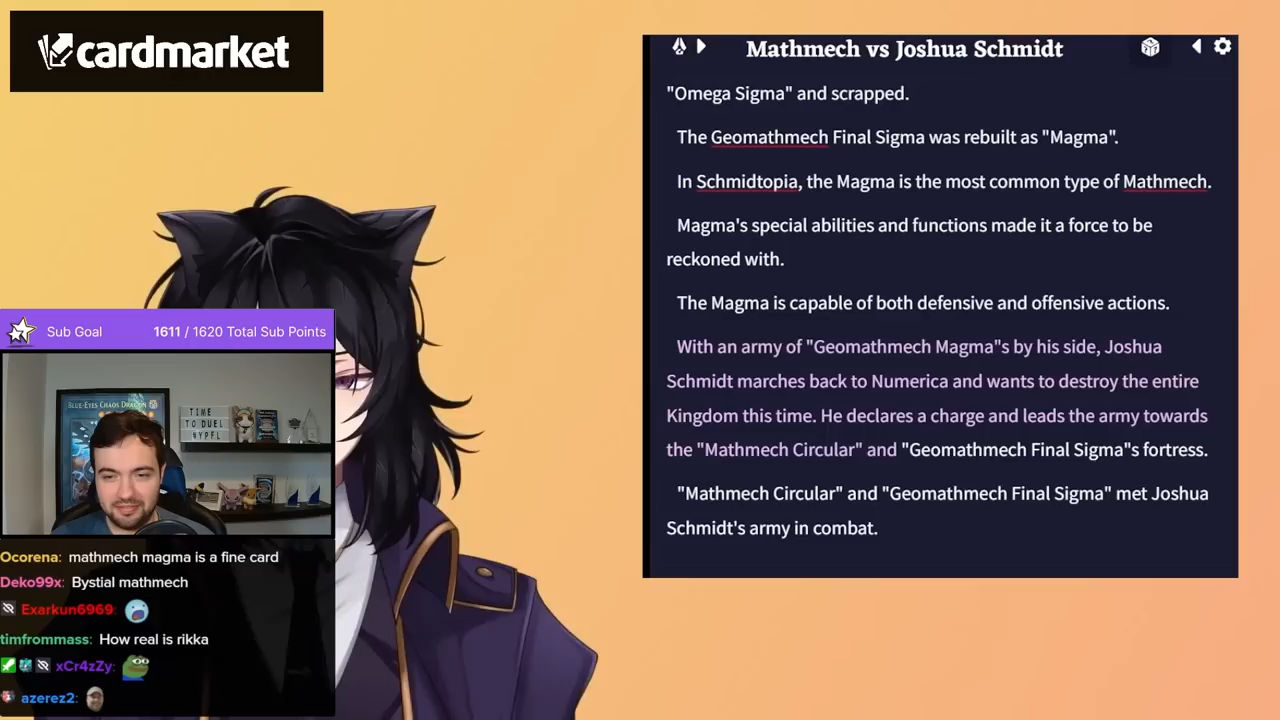 cardmarket
Mathmech vs Joshua Schmidt
"Omega Sigma" and scrapped.
The Geomathmech Final Sigma was rebuilt as "Magma".
In Schmidtopia, the Magma is the most common type of Mathmech.
Magma's special abilities and functions made it a force to be
reckoned with.
The Magma is capable of both defensive and offensive actions.
With an army of "Geomathmech Magma"s by his side, Joshua
Schmidt marches back to Numerica and wants to destroy the entire
Kingdom this time. He declares a charge and leads the army towards
the "Mathmech Circular" and "Geomathmech Final Sigma"s fortress.
"Mathmech Circular" and "Geomathmech Final Sigma" met Joshua
Schmidt's army in combat.
Sub Goal 1611 / 1620 Total Sub Points
BLUE-EYES CHAOS DRAGON
TIME
TO DUEL
#YPFL
Ocorena: mathmech magma is a fine card
Deko99x: Bystial mathmech
Exarkun6969:
timfrommass: How real is rikka
xCr4zZy:
azerez2: